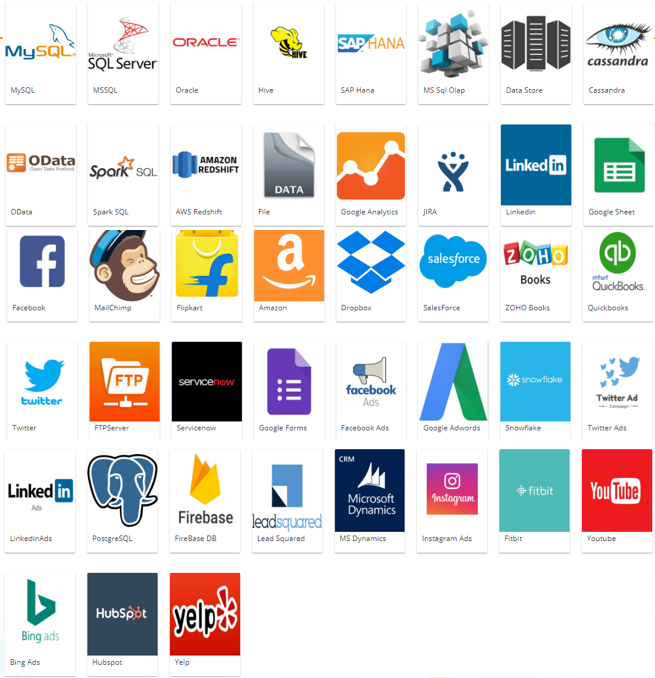 MySQL
MySQL
Microsoft
SQL Server
MSSQL
ORACLE
Oracle
HIVE
Hive
SAP HANA
SAP Hana
MS Sql Olap
Data Store
cassandra
Cassandra
OData
Open Data Protocol
OData
Spark SQL
Spark SQL
AMAZON
REDSHIFT
AWS Redshift
DATA
File
Google Analytics
JIRA
Linked in
Linkedin
Google Sheet
f
Facebook
MailChimp
f
Flipkart
a
Amazon
Dropbox
salesforce
SalesForce
ZOHO
Books
ZOHO Books
qb
intuit
QuickBooks.
Quickbooks
twitter
Twitter
FTP
FTPServer
servicenow
Servicenow
Google Forms
facebook
Ads
Facebook Ads
Google Adwords
snowflake
Snowflake
Twitter Ad
Campaign
Twitter Ads
Linked in
Ads
LinkedinAds
PostgreSQL
Firebase
FireBase DB
leadsquared
Lead Squared
CRM
Microsoft
Dynamics
MS Dynamics
Instagram
Instagram Ads
fitbit
Fitbit
YouTube
Youtube
Bing ads
Bing Ads
HubSpot
Hubspot
yelp
Yelp